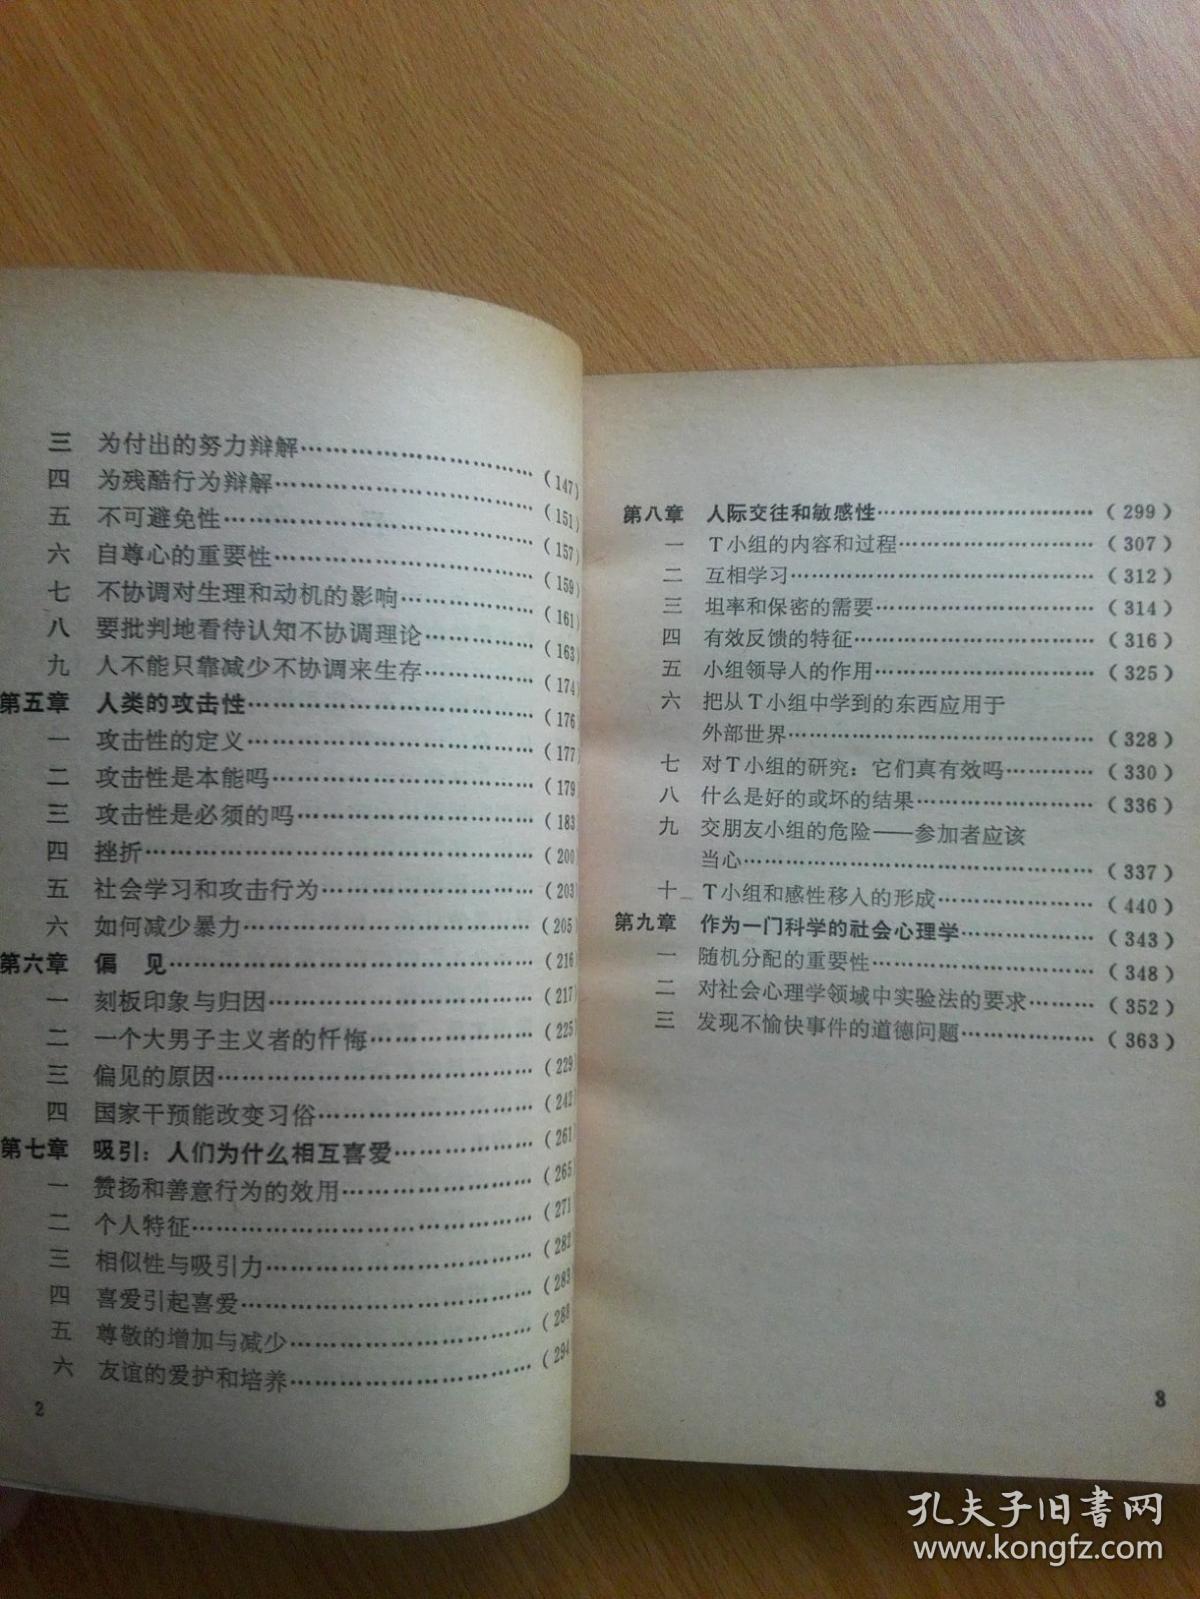 三 为付出的努力辩解……………………(147)
四 为残酷行为辩解……………………(151)
五 不可避免性……………………(157)
六 自尊心的重要性……………………(159)
七 不协调对生理和动机的影响……………(161)
八 要批判地看待认知不协调理论…………(163)
九 人不能只靠减少不协调来生存…………(174)
第五章 人类的攻击性……………………(176
一 攻击性的定义……………………(177)
二 攻击性是本能吗……………………(179
三 攻击性是必须的吗……………………(183)
四 挫折……………………(200)
五 社会学习和攻击行为……………………(203)
六 如何减少暴力……………………(205)
第六章 偏 见……………………(216)
一 刻板印象与归因……………………(217)
二 一个大男子主义者的忏悔……………(225)
三 偏见的原因……………………(229)
四 国家干预能改变习俗……………………(242)
第七章 吸引：人们为什么相互喜爱……………(261)
一 赞扬和善意行为的效用……………………(265
二 个人特征……………………(271
三 相似性与吸引力……………………(282
四 喜爱引起喜爱……………………(283
五 尊敬的增加与减少……………………(288
六 友谊的爱护和培养……………………(294
2
第八章 人际交往和敏感性……………………(299)
一 T小组的内容和过程……………………(307)
二 互相学习……………………(312)
三 坦率和保密的需要……………………(314)
四 有效反馈的特征……………………(316)
五 小组领导人的作用……………………(325)
六 把从T小组中学到的东西应用于
外部世界……………………(328)
七 对T小组的研究：它们真有效吗…………(330)
八 什么是好的或坏的结果……………………(336)
九 交朋友小组的危险——参加者应该
当心……………………(337)
十 T小组和感性移入的形成………………(440)
第九章 作为一门科学的社会心理学…………(343)
一 随机分配的重要性……………………(348)
二 对社会心理学领域中实验法的要求………(352)
三 发现不愉快事件的道德问题……………(363)
3
孔夫子旧書网
www.kongfz.com